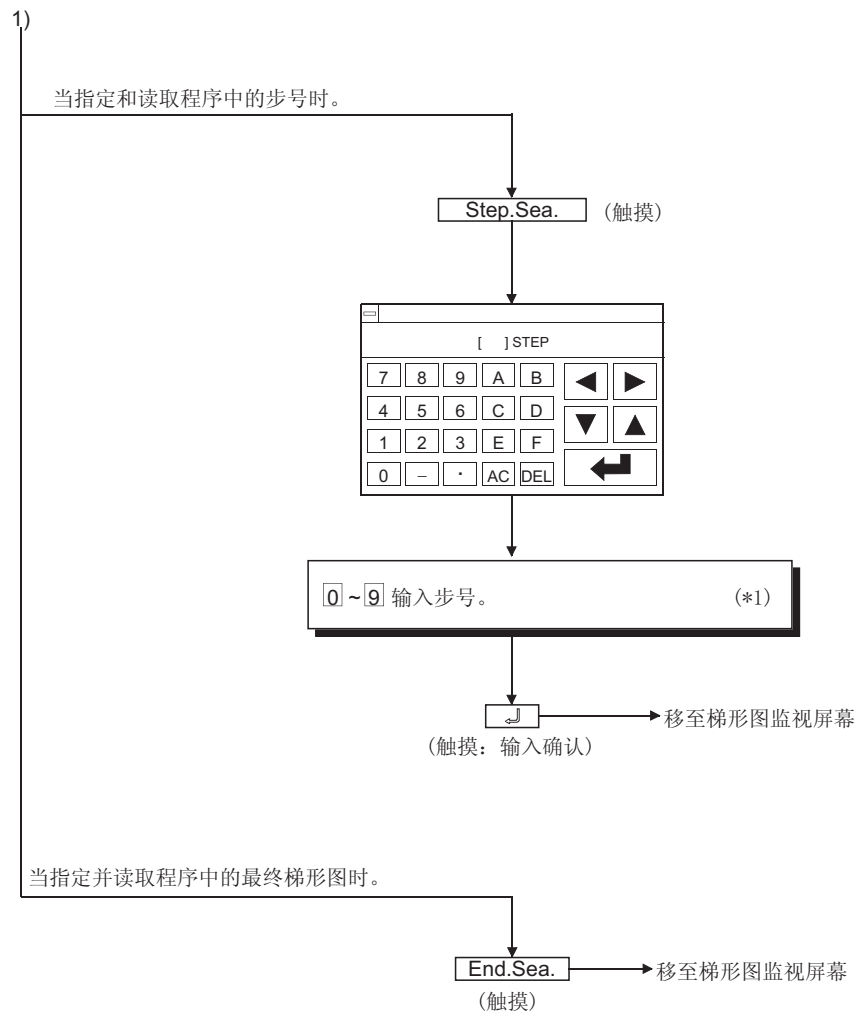 1)
当指定和读取程序中的步号时。
Step.Sea. (触摸)
[ ] STEP
7 8 9 A B
4 5 6 C D
1 2 3 E F
0 - · AC DEL
0 ~ 9 输入步号。 (*1)
移至梯形图监视屏幕
(触摸：输入确认)
当指定并读取程序中的最终梯形图时。
End.Sea. 移至梯形图监视屏幕
(触摸)